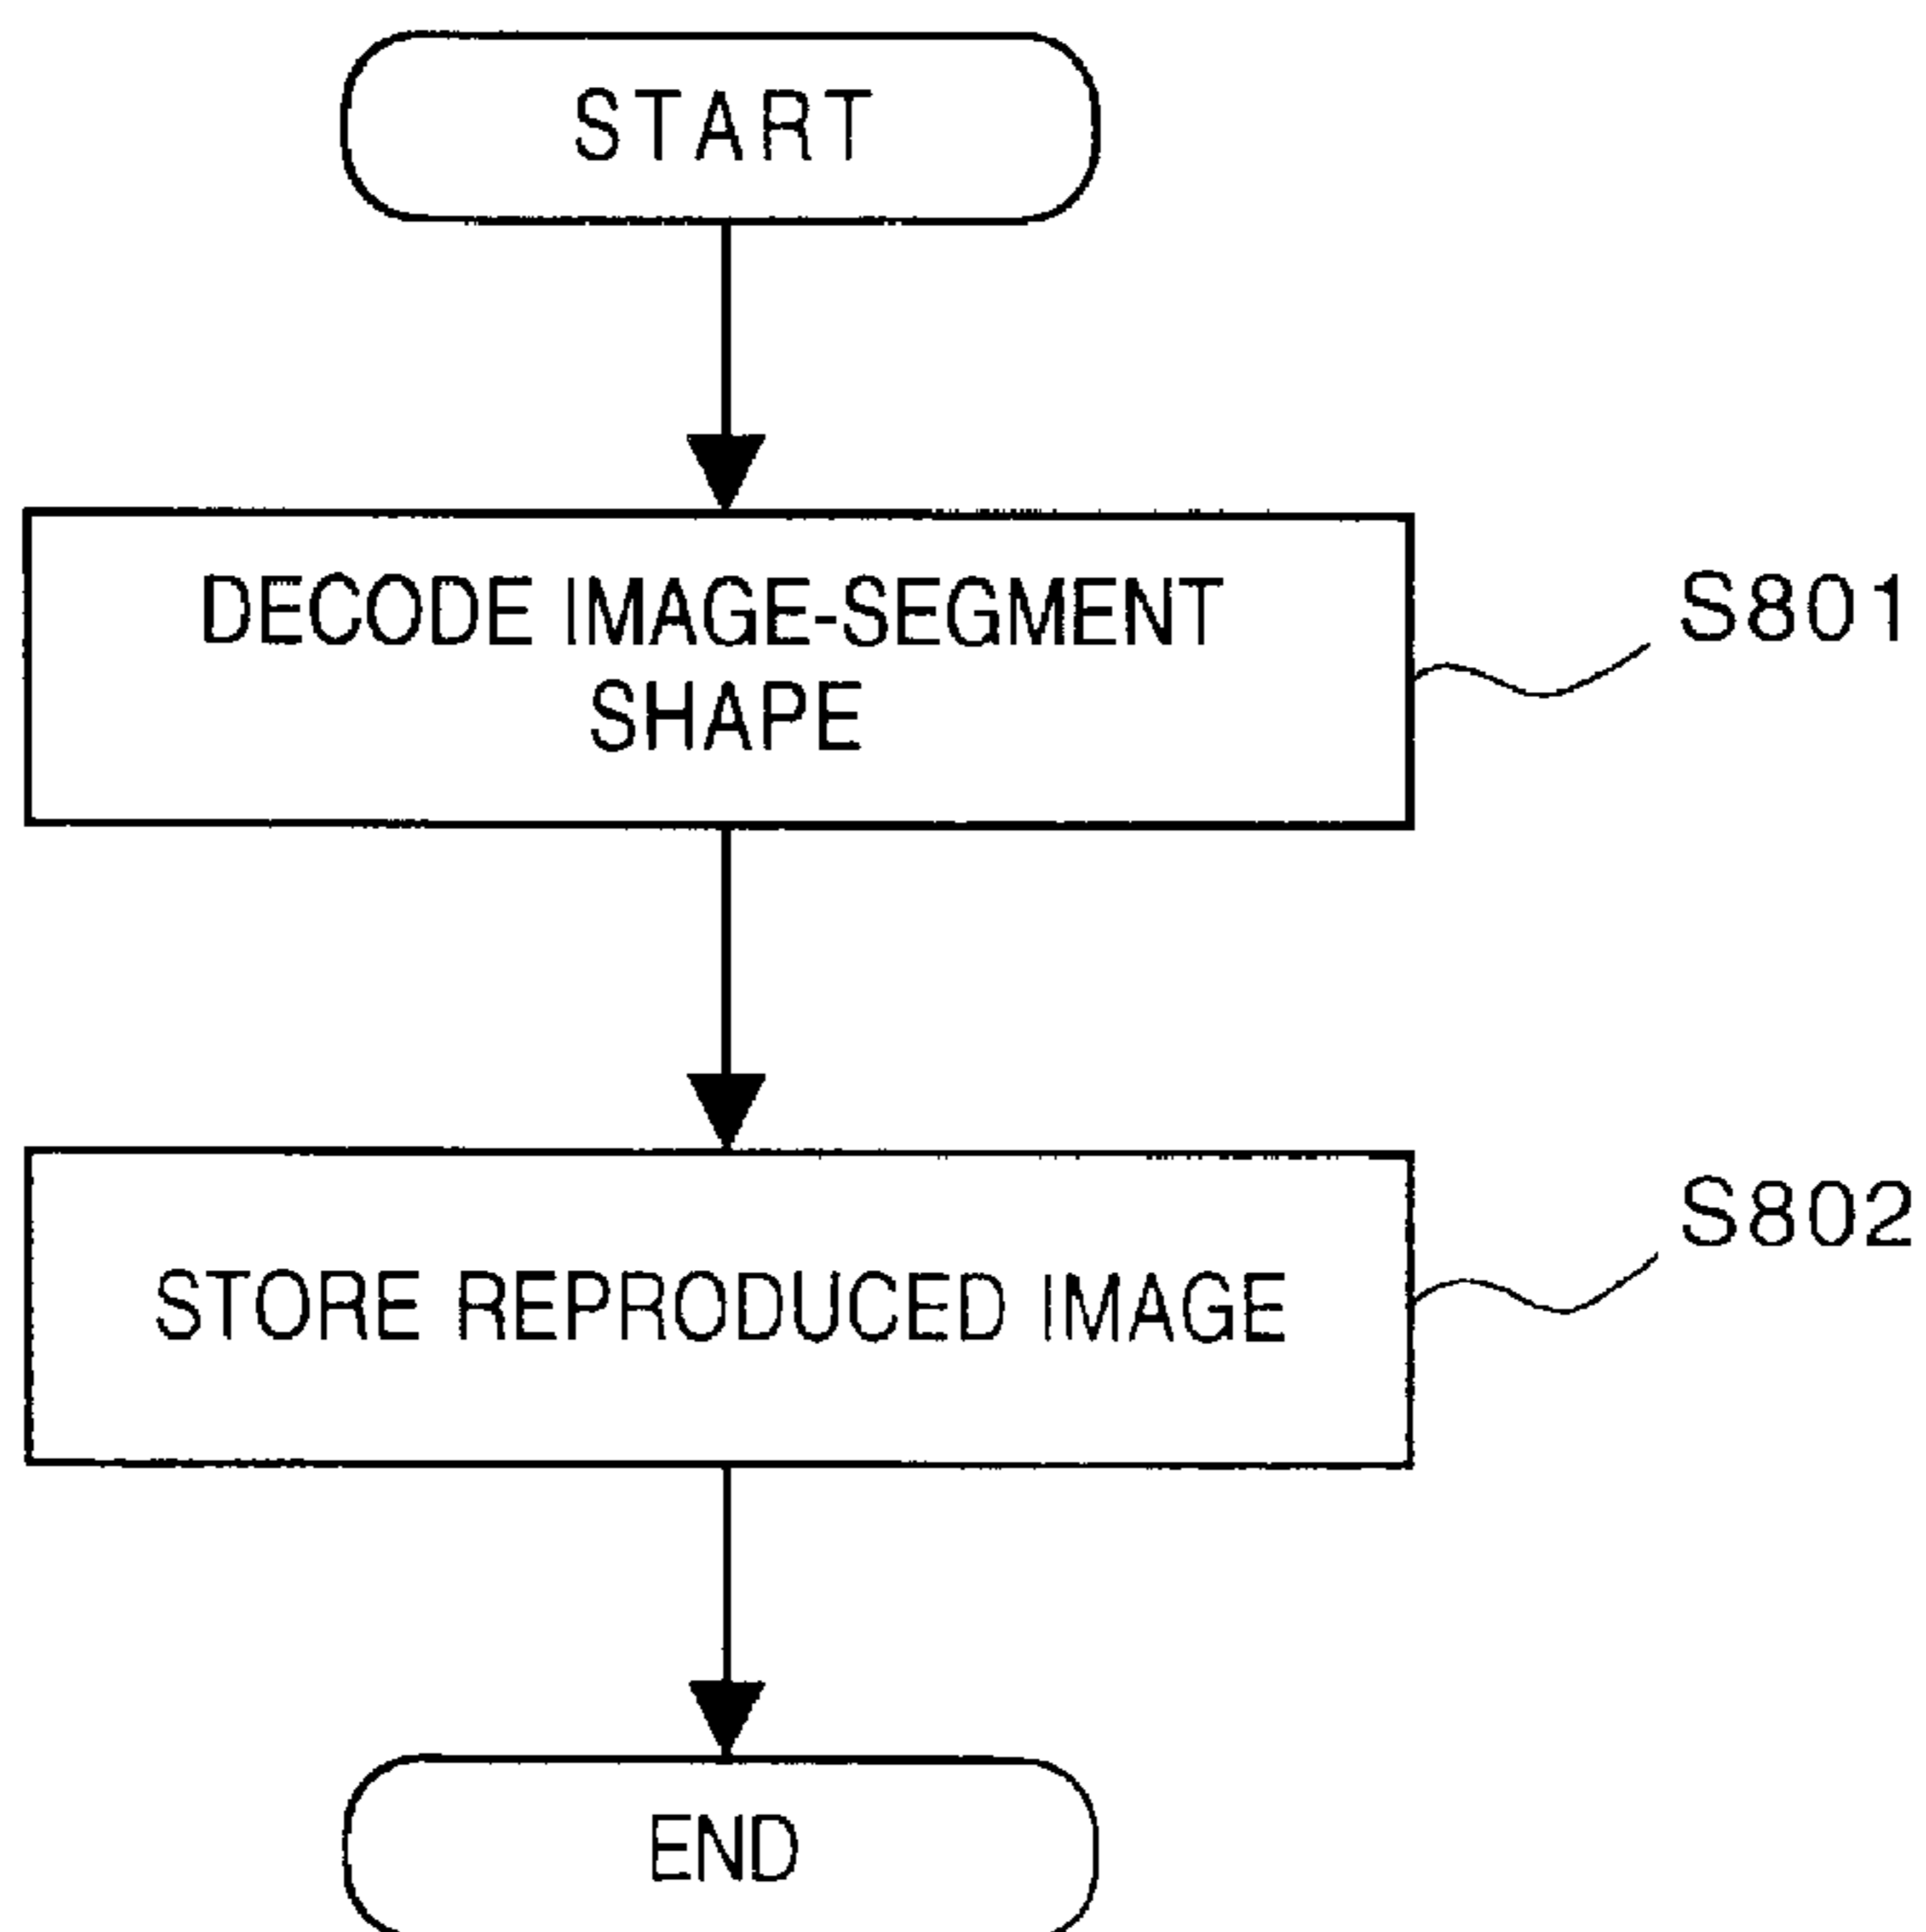 START
DECODE IMAGE-SEGMENT
SHAPE
S801
STORE REPRODUCED IMAGE
S802
END